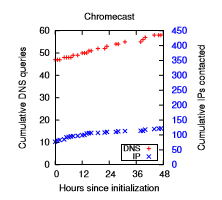 Chromecast
Cumulative DNS queries
60
50
40
30
20
10
0
450
400
350
300
250
200
150
100
50
0
Cumulative IPs contacted
DNS
IP
0 12 24 36 48
Hours since initialization